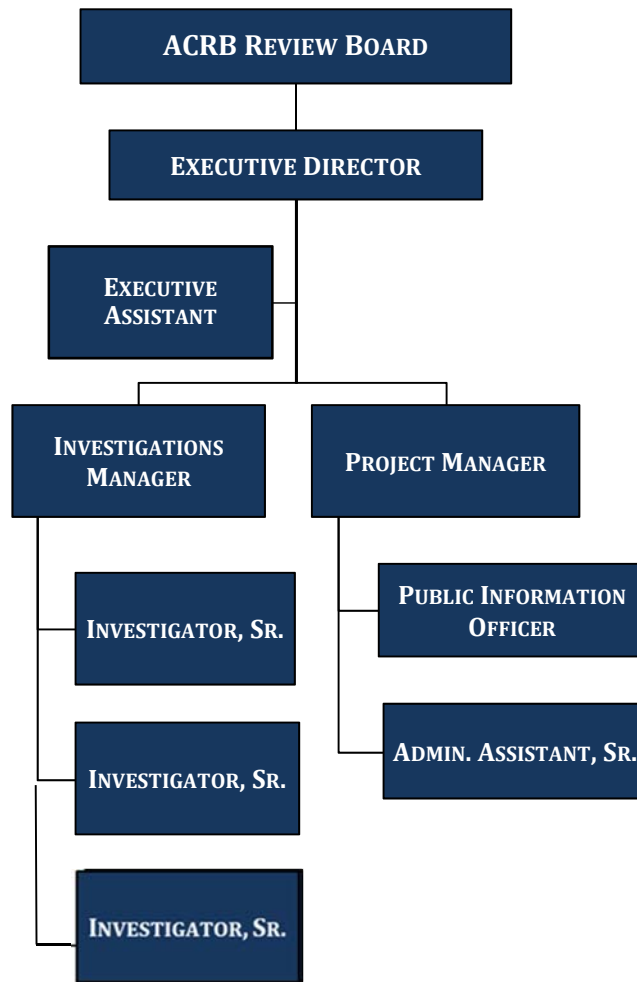 ACRB REVIEW BOARD
EXECUTIVE DIRECTOR
EXECUTIVE
ASSISTANT
INVESTIGATIONS
MANAGER
PROJECT MANAGER
INVESTIGATOR, SR.
INVESTIGATOR, SR.
INVESTIGATOR, SR.
PUBLIC INFORMATION
OFFICER
ADMIN. ASSISTANT, SR.